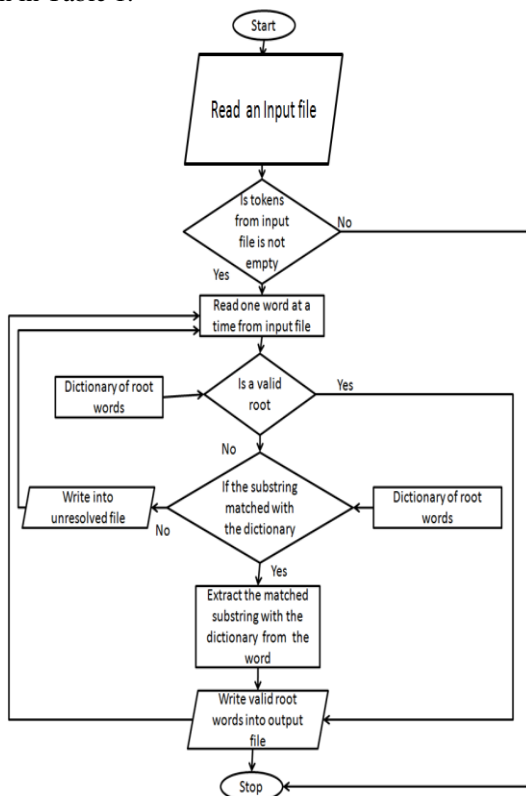 Start
Read an Input file
Is tokens
from input
file is not
empty
No
Yes
Read one word at a
time from input file
Dictionary of root
words
Is a valid
root
Yes
No
If the substring
matched with
the dictionary
Dictionary of root
words
Write into
unresolved file
No
Yes
Extract the matched
substring with the
dictionary from the
word
Write valid root
words into output
file
Stop